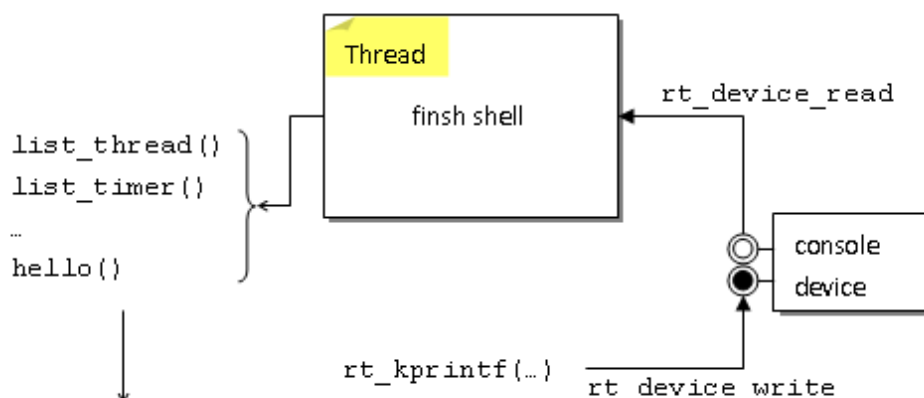 Thread
finsh shell
rt_device_read
list_thread()
list_timer()
…
hello()
console
device
rt_kprintf(…)
rt_device_write